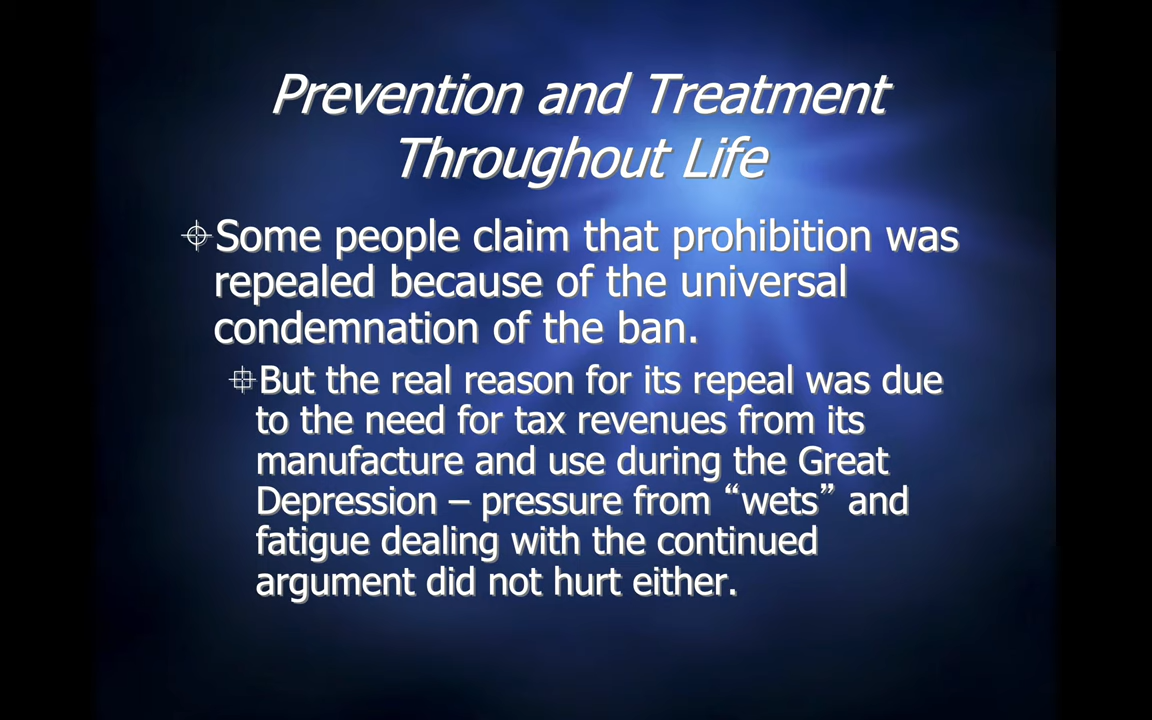 Prevention and Treatment
Throughout Life
Some people claim that prohibition was
repealed because of the universal
condemnation of the ban.
But the real reason for its repeal was due
to the need for tax revenues from its
manufacture and use during the Great
Depression – pressure from “wets” and
fatigue dealing with the continued
argument did not hurt either.